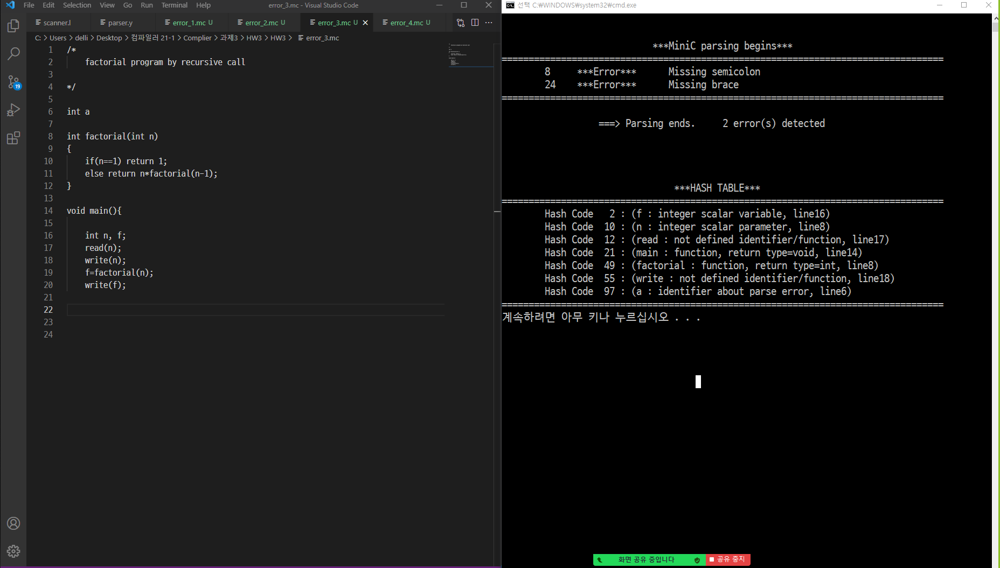 File Edit Selection View Go Run Terminal Help error_3.mc - Visual Studio Code
scanner.l parser.y error_1.mc U error_2.mc U error_3.mc U error_4.mc U
C: > Users > delli > Desktop > 컴파일러 21-1 > Complier > 과제3 > HW3 > HW3 > error_3.mc
19
1 /*
2 factorial program by recursive call
3
4 */
5
6 int a
7
8 int factorial(int n)
9 {
10 if(n==1) return 1;
11 else return n*factorial(n-1);
12 }
13
14 void main(){
15
16 int n, f;
17 read(n);
18 write(n);
19 f=factorial(n);
20 write(f);
21
22
23
24
선택 C:₩WINDOWS₩system32₩cmd.exe
***MiniC parsing begins***
==================================================================================
8 ***Error*** Missing semicolon
24 ***Error*** Missing brace
==================================================================================
===> Parsing ends. 2 error(s) detected
***HASH TABLE***
==================================================================================
Hash Code 2 : (f : integer scalar variable, line16)
Hash Code 10 : (n : integer scalar parameter, line8)
Hash Code 12 : (read : not defined identifier/function, line17)
Hash Code 21 : (main : function, return type=void, line14)
Hash Code 49 : (factorial : function, return type=int, line8)
Hash Code 55 : (write : not defined identifier/function, line18)
Hash Code 97 : (a : identifier about parse error, line6)
==================================================================================
계속하려면 아무 키나 누르십시오 . . .
화면 공유 중입니다 공유 중지